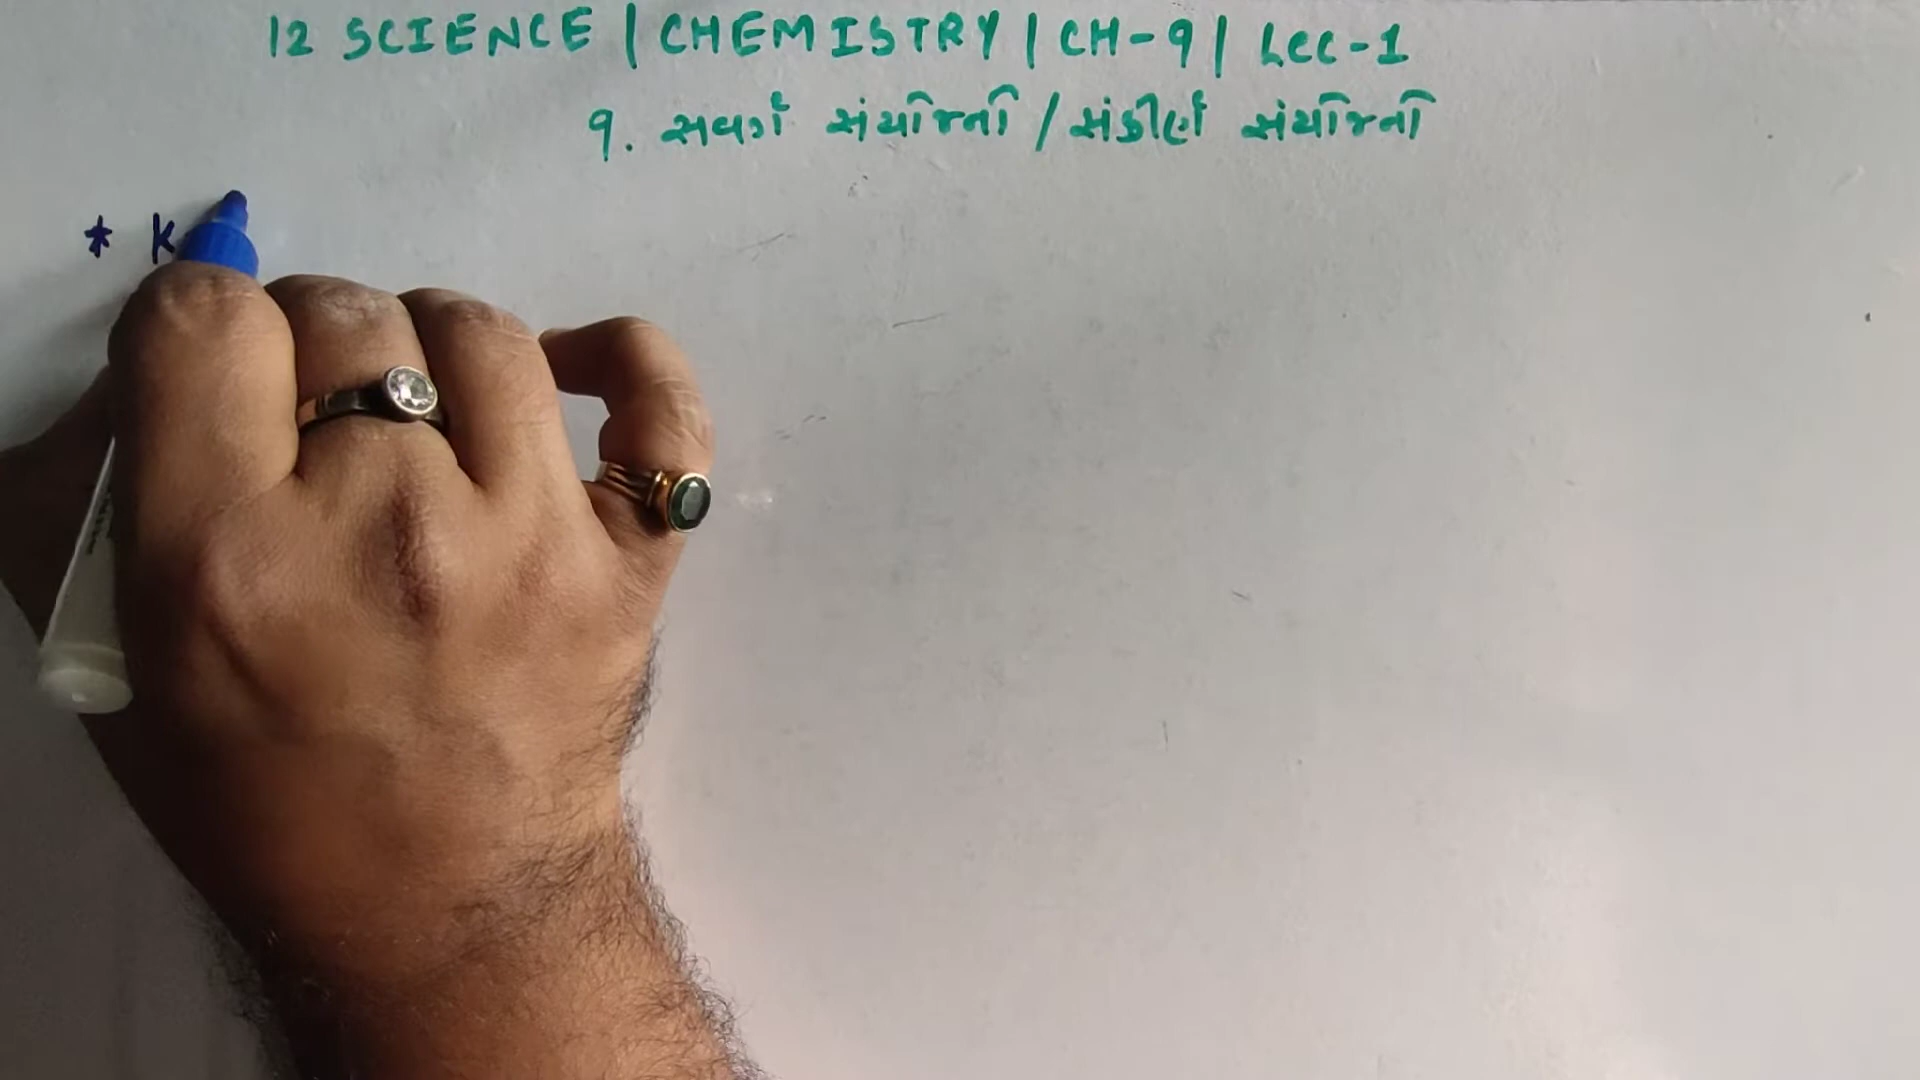 12 SCIENCE | CHEMISTRY | CH-9 | Lec-1
9. સવર્ગ સંયોજનો / સંકીર્ણ સંયોજનો
* K